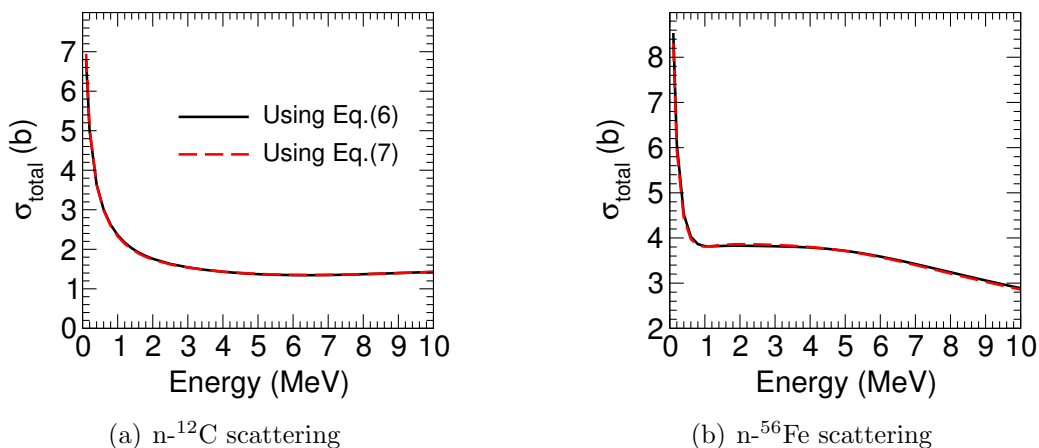 7
6
5
4
3
2
1
0
σtotal (b)
Using Eq.(6)
Using Eq.(7)
0 1 2 3 4 5 6 7 8 9 10
Energy (MeV)
(a) n-¹²C scattering
8
7
6
5
4
3
2
σtotal (b)
0 1 2 3 4 5 6 7 8 9 10
Energy (MeV)
(b) n-⁵⁶Fe scattering